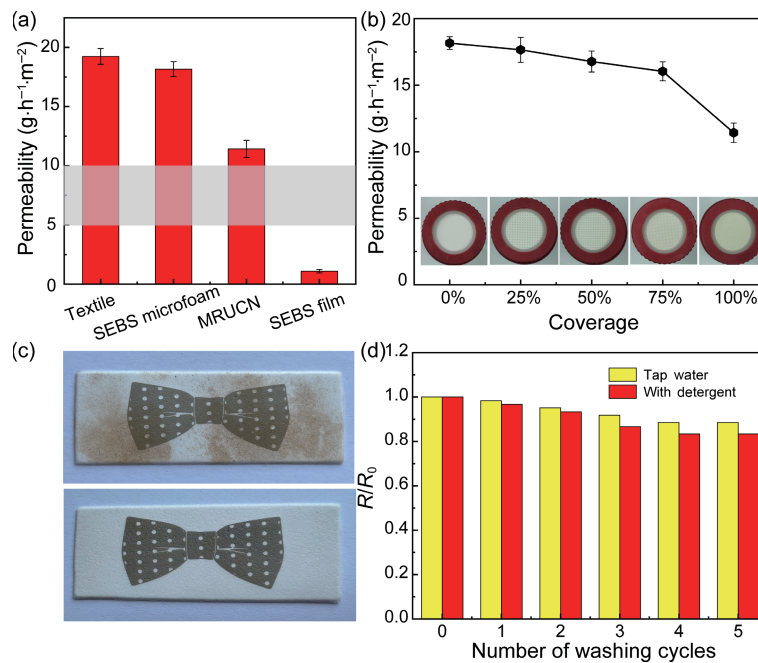 (a)
Permeability (g·h⁻¹·m⁻²)
20
15
10
5
0
Textile
SEBS microfoam
MRUCN
SEBS film
(b)
Permeability (g·h⁻¹·m⁻²)
20
15
10
5
0
0% 25% 50% 75% 100%
Coverage
(c)
(d)
R/R₀
1.2
1.0
0.8
0.6
0.4
0.2
0.0
Tap water
With detergent
0 1 2 3 4 5
Number of washing cycles